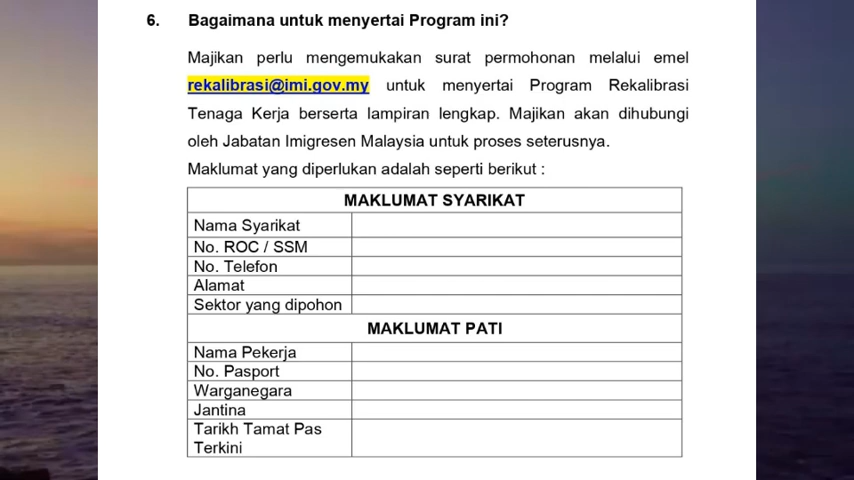 6. Bagaimana untuk menyertai Program ini?
Majikan perlu mengemukakan surat permohonan melalui emel
rekalibrasi@imi.gov.my untuk menyertai Program Rekalibrasi
Tenaga Kerja berserta lampiran lengkap. Majikan akan dihubungi
oleh Jabatan Imigresen Malaysia untuk proses seterusnya.
Maklumat yang diperlukan adalah seperti berikut :
MAKLUMAT SYARIKAT
Nama Syarikat
No. ROC / SSM
No. Telefon
Alamat
Sektor yang dipohon
MAKLUMAT PATI
Nama Pekerja
No. Pasport
Warganegara
Jantina
Tarikh Tamat Pas
Terkini